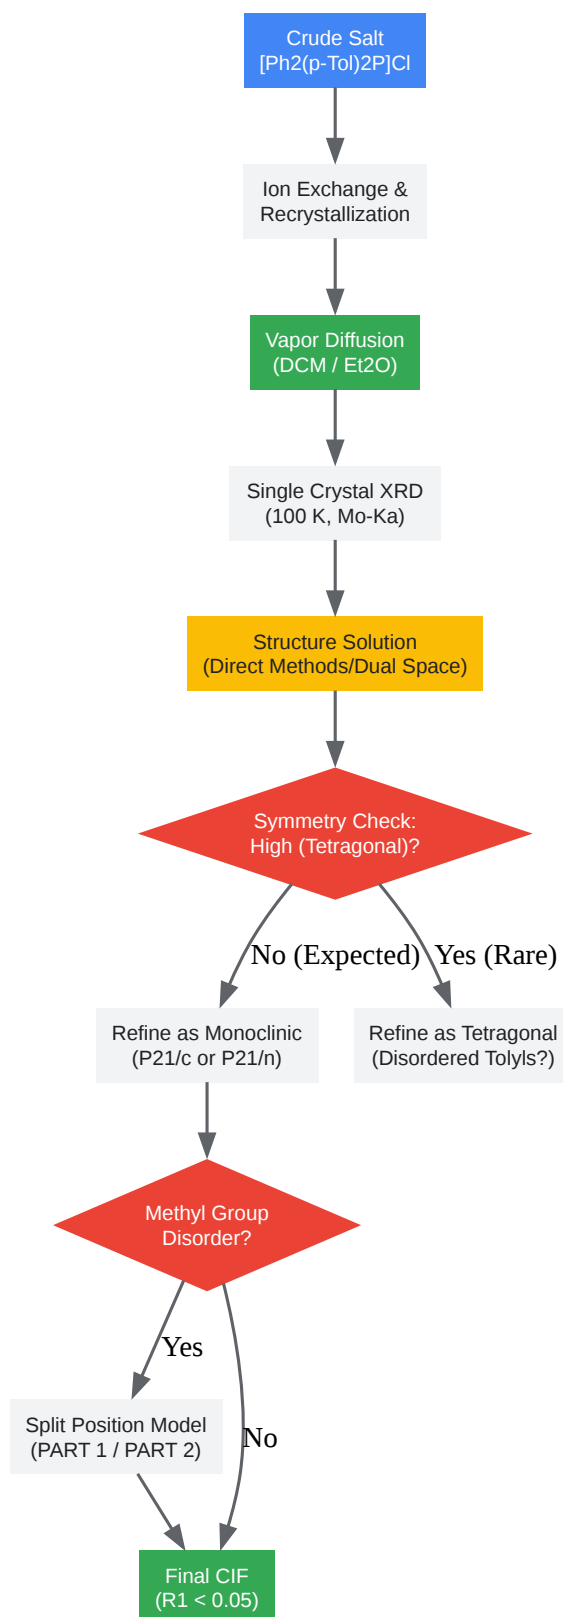 Crude Salt
[Ph2(p-Tol)2P]Cl
Ion Exchange &
Recrystallization
Vapor Diffusion
(DCM / Et2O)
Single Crystal XRD
(100 K, Mo-Ka)
Structure Solution
(Direct Methods/Dual Space)
Symmetry Check:
High (Tetragonal)?
No (Expected)
Yes (Rare)
Refine as Monoclinic
(P21/c or P21/n)
Refine as Tetragonal
(Disordered Tolyls?)
Methyl Group
Disorder?
Yes
No
Split Position Model
(PART 1 / PART 2)
Final CIF
(R1 < 0.05)